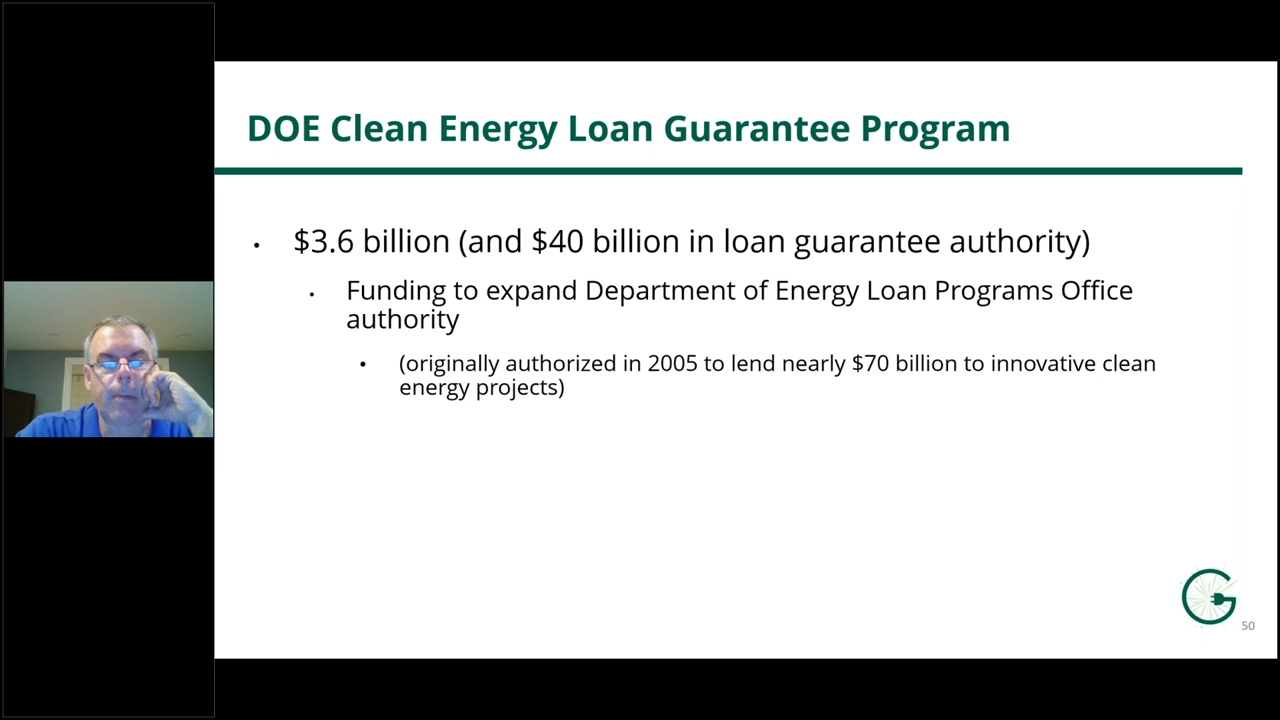 DOE Clean Energy Loan Guarantee Program
• $3.6 billion (and $40 billion in loan guarantee authority)
• Funding to expand Department of Energy Loan Programs Office
authority
• (originally authorized in 2005 to lend nearly $70 billion to innovative clean
energy projects)
G
50